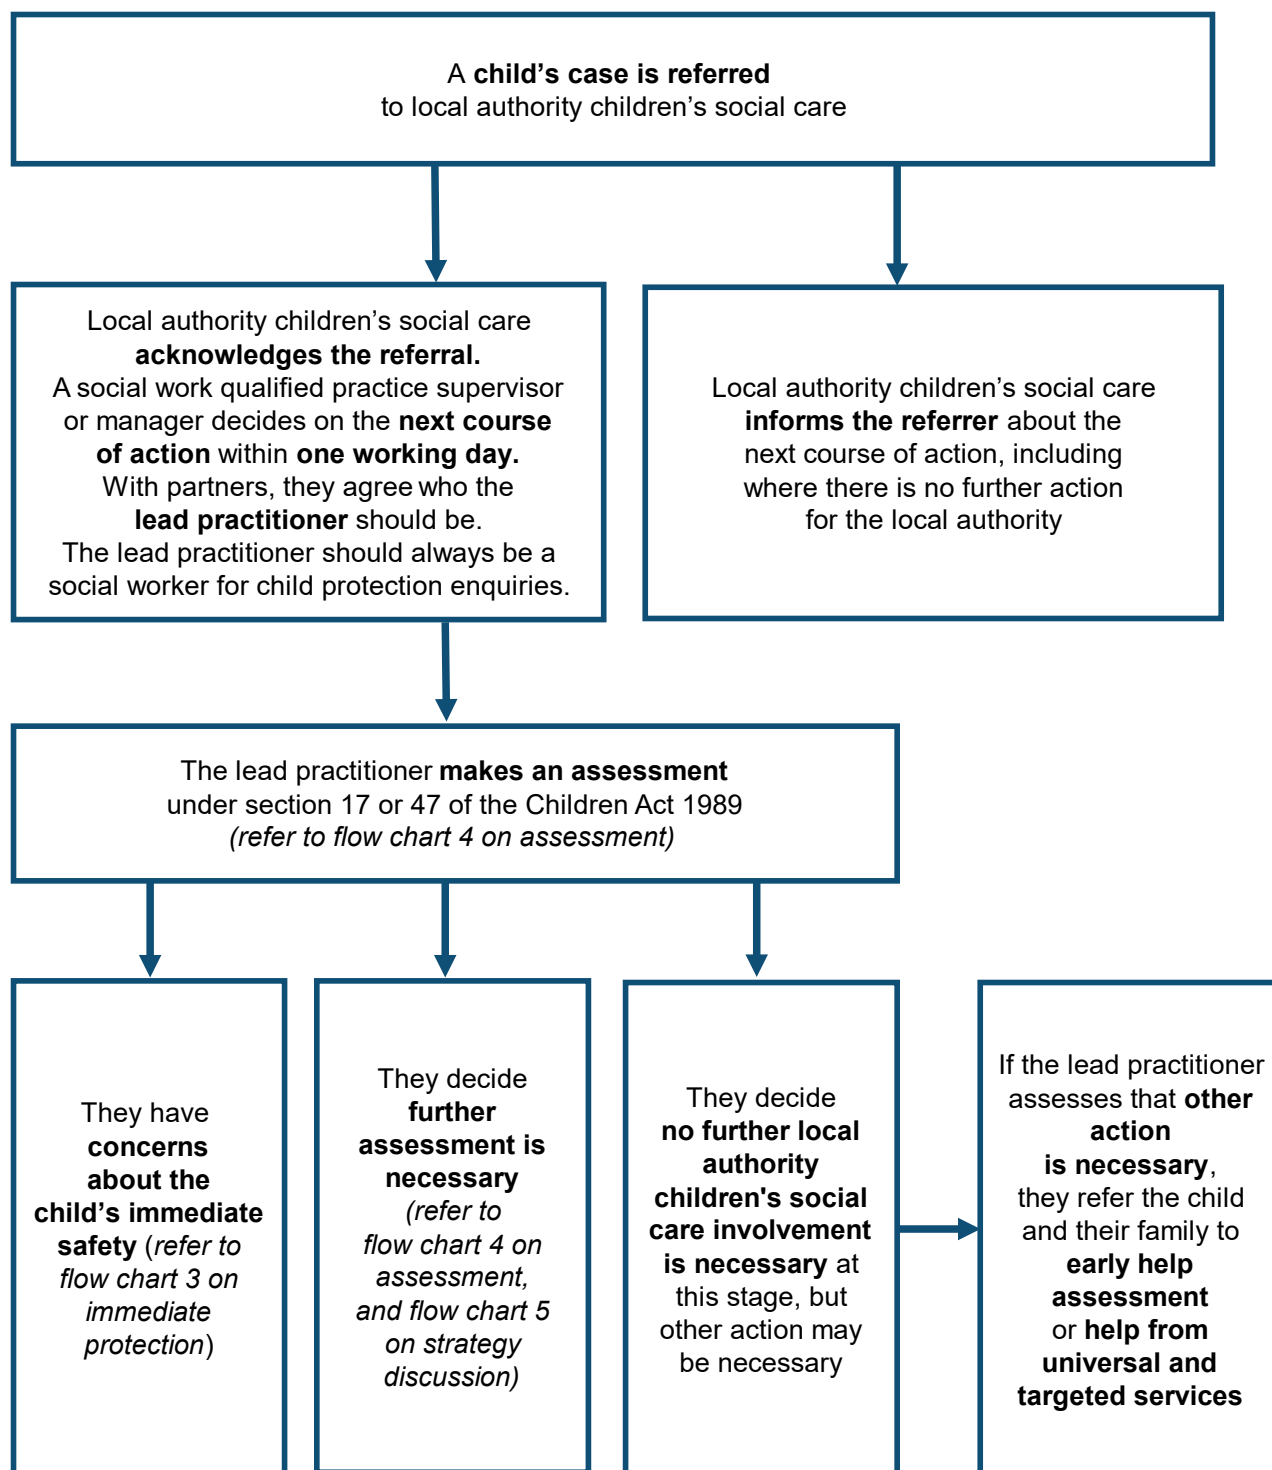 A child’s case is referred
to local authority children’s social care
Local authority children’s social care
acknowledges the referral.
A social work qualified practice supervisor
or manager decides on the next course
of action within one working day.
With partners, they agree who the
lead practitioner should be.
The lead practitioner should always be a
social worker for child protection enquiries.
Local authority children’s social care
informs the referrer about the
next course of action, including
where there is no further action
for the local authority
The lead practitioner makes an assessment
under section 17 or 47 of the Children Act 1989
(refer to flow chart 4 on assessment)
They have
concerns
about the
child’s immediate
safety (refer to
flow chart 3 on
immediate
protection)
They decide
further
assessment is
necessary
(refer to
flow chart 4 on
assessment,
and flow chart 5
on strategy
discussion)
They decide
no further local
authority
children's social
care involvement
is necessary at
this stage, but
other action may
be necessary
If the lead practitioner
assesses that other
action
is necessary,
they refer the child
and their family to
early help
assessment
or help from
universal and
targeted services